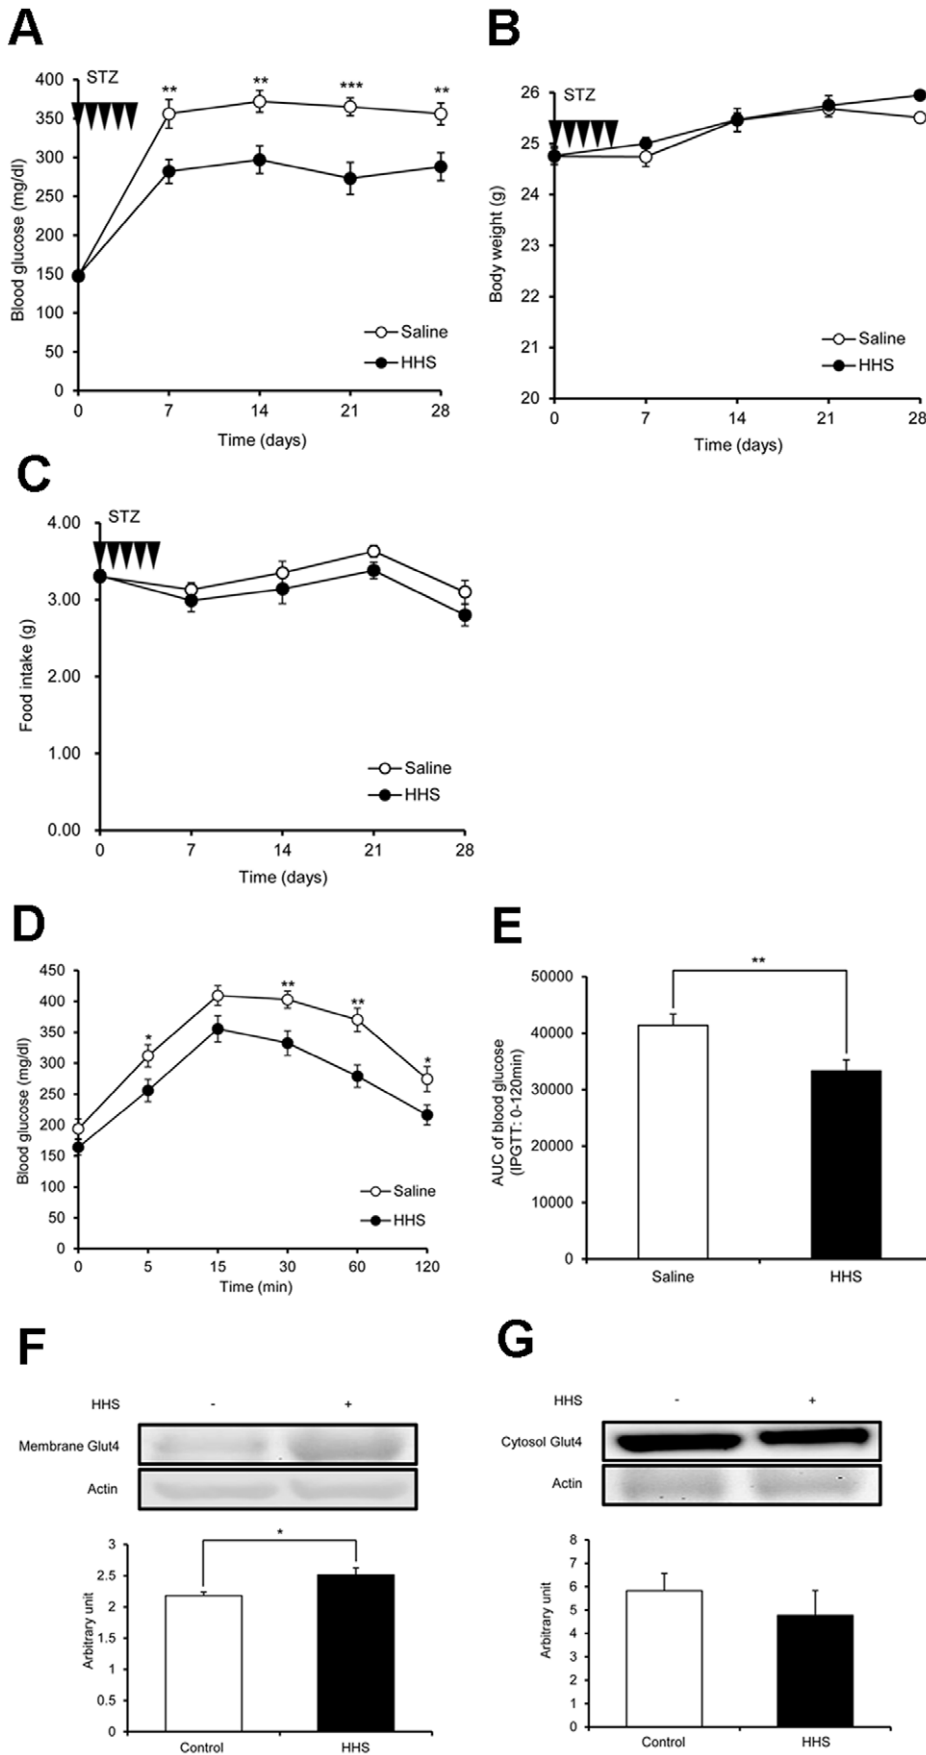 A
STZ
400
350
300
250
200
150
100
50
0
Blood glucose (mg/dl)
** ** *** **
Saline
HHS
0 7 14 21 28
Time (days)
B
STZ
26
25
24
23
22
21
20
Body weight (g)
Saline
HHS
0 7 14 21 28
Time (days)
C
STZ
4.00
3.00
2.00
1.00
0.00
Food intake (g)
Saline
HHS
0 7 14 21 28
Time (days)
D
450
400
350
300
250
200
150
100
50
0
Blood glucose (mg/dl)
* ** ** *
Saline
HHS
0 5 15 30 60 120
Time (min)
E
**
50000
40000
30000
20000
10000
0
AUC of blood glucose
(IPGTT: 0-120min)
Saline HHS
F
HHS - +
Membrane Glut4
Actin
*
3
2.5
2
1.5
1
0.5
0
Arbitrary unit
Control HHS
G
HHS - +
Cytosol Glut4
Actin
8
7
6
5
4
3
2
1
0
Arbitrary unit
Control HHS